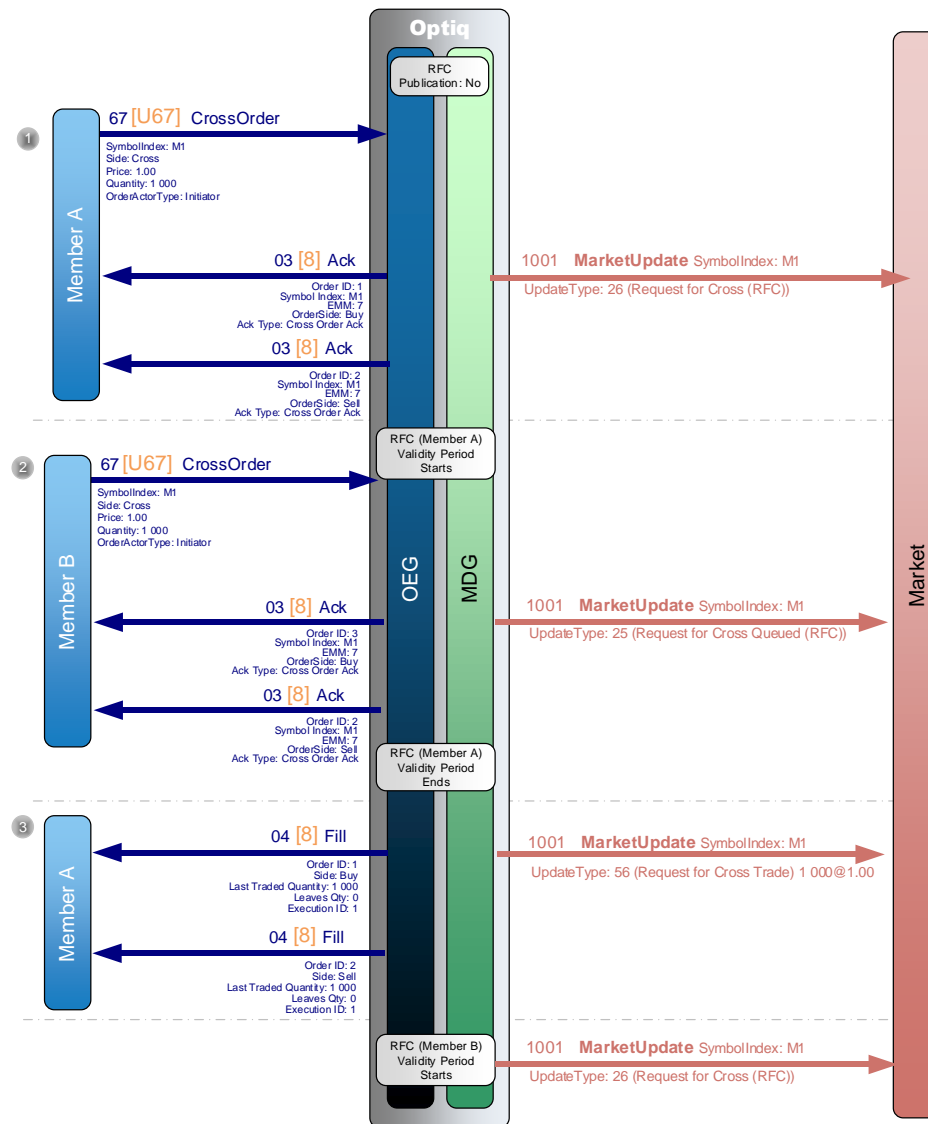 Optiq
RFC
Publication: No
1
67 [U67] CrossOrder
SymbolIndex: M1
Side: Cross
Price: 1.00
Quantity: 1 000
OrderActorType: Initiator
Member A
03 [8] Ack
Order ID: 1
Symbol Index: M1
EMM: 7
OrderSide: Buy
Ack Type: Cross Order Ack
1001 MarketUpdate SymbolIndex: M1
UpdateType: 26 (Request for Cross (RFC))
03 [8] Ack
Order ID: 2
Symbol Index: M1
EMM: 7
OrderSide: Sell
Ack Type: Cross Order Ack
RFC (Member A)
Validity Period
Starts
2
67 [U67] CrossOrder
SymbolIndex: M1
Side: Cross
Price: 1.00
Quantity: 1 000
OrderActorType: Initiator
Member B
OEG
MDG
Market
03 [8] Ack
Order ID: 3
Symbol Index: M1
EMM: 7
OrderSide: Buy
Ack Type: Cross Order Ack
1001 MarketUpdate SymbolIndex: M1
UpdateType: 25 (Request for Cross Queued (RFC))
03 [8] Ack
Order ID: 2
Symbol Index: M1
EMM: 7
OrderSide: Sell
Ack Type: Cross Order Ack
RFC (Member A)
Validity Period
Ends
3
Member A
04 [8] Fill
Order ID: 1
Side: Buy
Last Traded Quantity: 1 000
Leaves Qty: 0
Execution ID: 1
1001 MarketUpdate SymbolIndex: M1
UpdateType: 56 (Request for Cross Trade) 1 000@1.00
04 [8] Fill
Order ID: 2
Side: Sell
Last Traded Quantity: 1 000
Leaves Qty: 0
Execution ID: 1
RFC (Member B)
Validity Period
Starts
1001 MarketUpdate SymbolIndex: M1
UpdateType: 26 (Request for Cross (RFC))